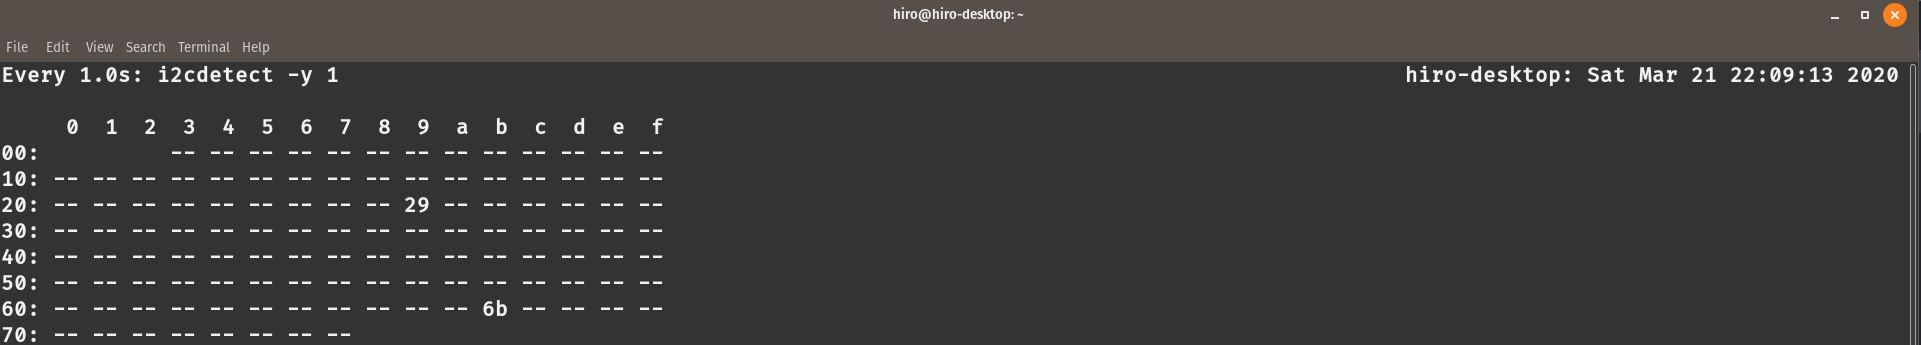 hiro@hiro-desktop: ~
File Edit View Search Terminal Help
Every 1.0s: i2cdetect -y 1 hiro-desktop: Sat Mar 21 22:09:13 2020
     0  1  2  3  4  5  6  7  8  9  a  b  c  d  e  f
00:          -- -- -- -- -- -- -- -- -- -- -- -- --
10: -- -- -- -- -- -- -- -- -- -- -- -- -- -- -- --
20: -- -- -- -- -- -- -- -- -- 29 -- -- -- -- -- --
30: -- -- -- -- -- -- -- -- -- -- -- -- -- -- -- --
40: -- -- -- -- -- -- -- -- -- -- -- -- -- -- -- --
50: -- -- -- -- -- -- -- -- -- -- -- -- -- -- -- --
60: -- -- -- -- -- -- -- -- -- -- -- 6b -- -- -- --
70: -- -- -- -- -- -- -- --